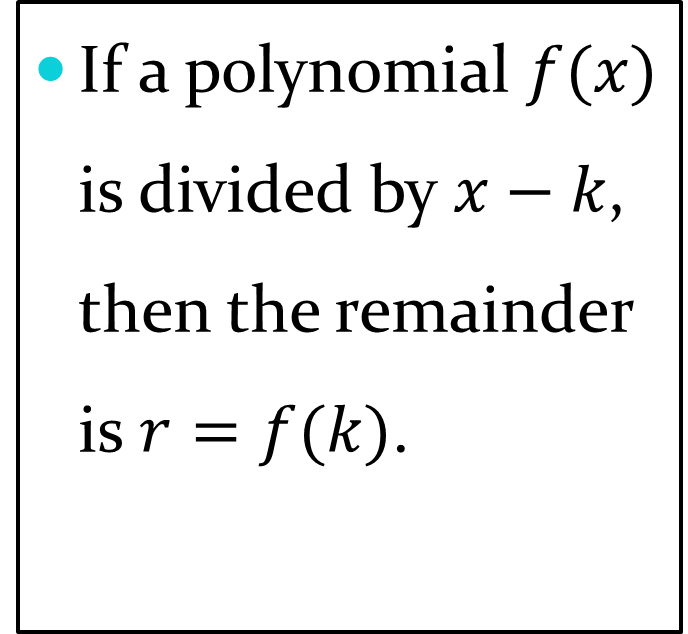 • If a polynomial 𝑓(𝑥)
is divided by 𝑥 − 𝑘,
then the remainder
is 𝑟 = 𝑓(𝑘).